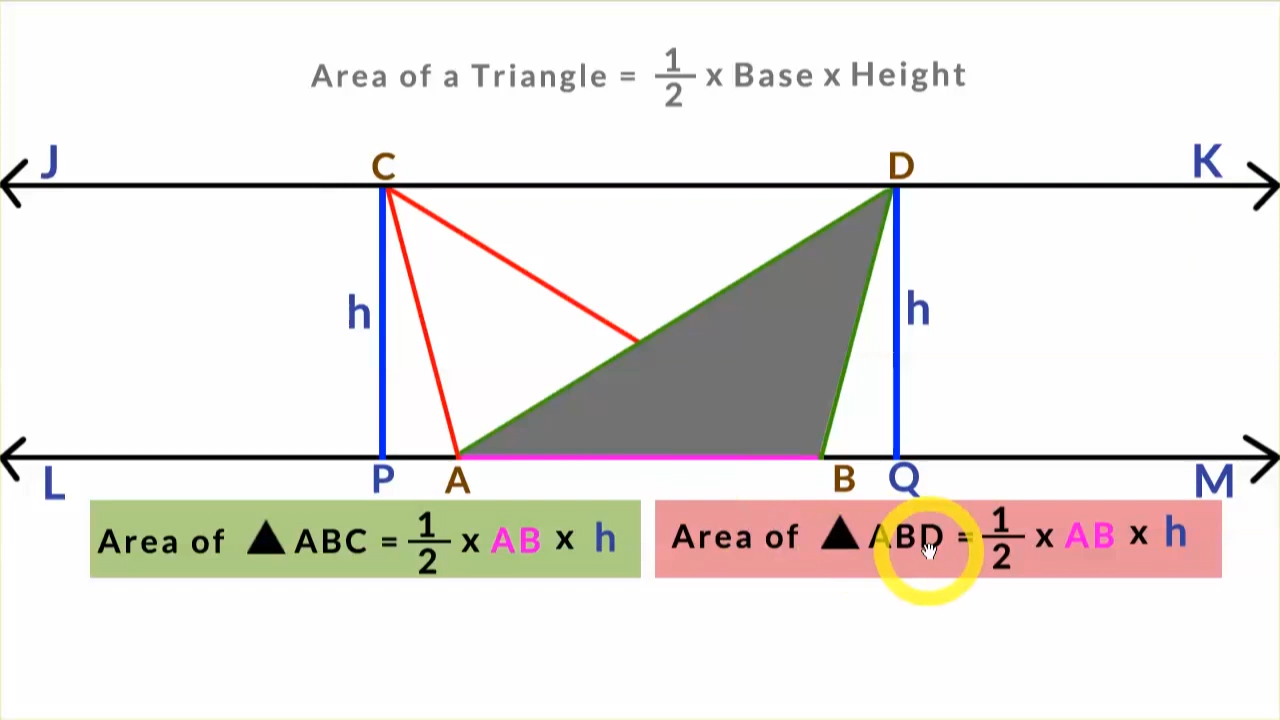 Area of a Triangle = 1/2 x Base x Height
J C D K
h h
L P A B Q M
Area of ▲ ABC = 1/2 x AB x h
Area of ▲ ABD = 1/2 x AB x h